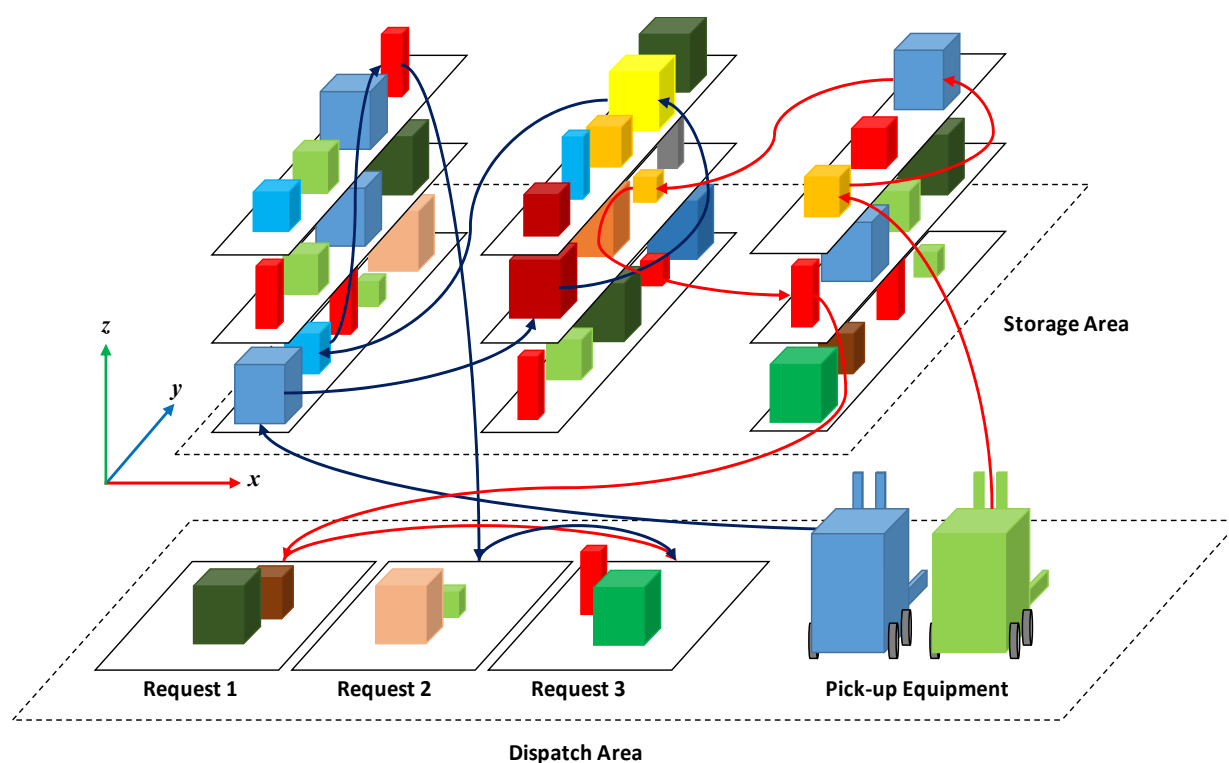 z
y
x
Storage Area
Request 1
Request 2
Request 3
Pick-up Equipment
Dispatch Area